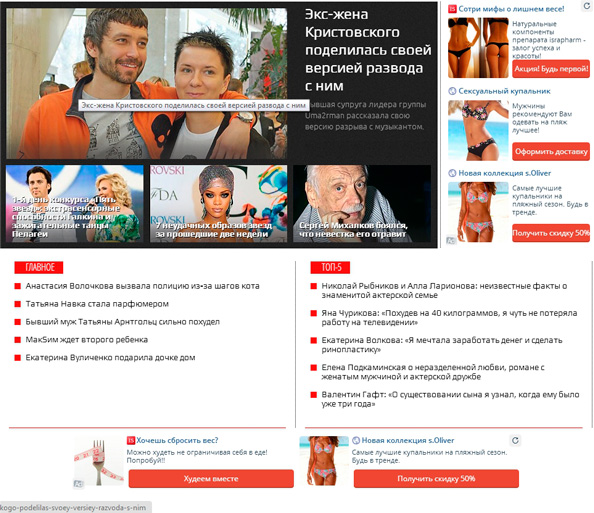 Экс-жена
Кристовского
поделилась своей
версией развода
с ним
Экс-жена Кристовского поделилась своей версией развода с ним
Бывшая супруга лидера группы
Uma2rman рассказала свою
версию разрыва с музыкантом.
1-й день конкурса «Пять
звезд»: экстрасенсорные
способности Галкина и
зажигательные танцы
Пелагеи
ROVSKI
FDA
ROVSKI
7 неудачных образов звезд
за прошедшие две недели
Сергей Михалков боялся,
что невестка его отравит
Сотри мифы о лишнем весе!
Натуральные
компоненты
препарата israpharm -
залог успеха и
красоты!
Акция! Будь первой!
Сексуальный купальник
Мужчины
рекомендуют Вам
одевать на пляж
лучшее!
Оформить доставку
Новая коллекция s.Oliver
Самые лучшие
купальники на
пляжный сезон. Будь в
тренде.
Получить скидку 50%
ГЛАВНОЕ
Анастасия Волочкова вызвала полицию из-за шагов кота
Татьяна Навка стала парфюмером
Бывший муж Татьяны Арнтгольц сильно похудел
МакSим ждет второго ребенка
Екатерина Вуличенко подарила дочке дом
ТОП-5
Николай Рыбников и Алла Ларионова: неизвестные факты о
знаменитой актерской семье
Яна Чурикова: «Похудев на 40 килограммов, я чуть не потеряла
работу на телевидении»
Екатерина Волкова: «Я мечтала заработать денег и сделать
ринопластику»
Елена Подкаминская о неразделенной любви, романе с
женатым мужчиной и актерской дружбе
Валентин Гафт: «О существовании сына я узнал, когда ему было
уже три года»
Хочешь сбросить вес?
Можно худеть не ограничивая себя в еде!
Попробуй!!
Худеем вместе
Новая коллекция s.Oliver
Самые лучшие купальники на пляжный сезон.
Будь в тренде.
Получить скидку 50%
kogo-podelilas-svoey-versiey-razvoda-s-nim